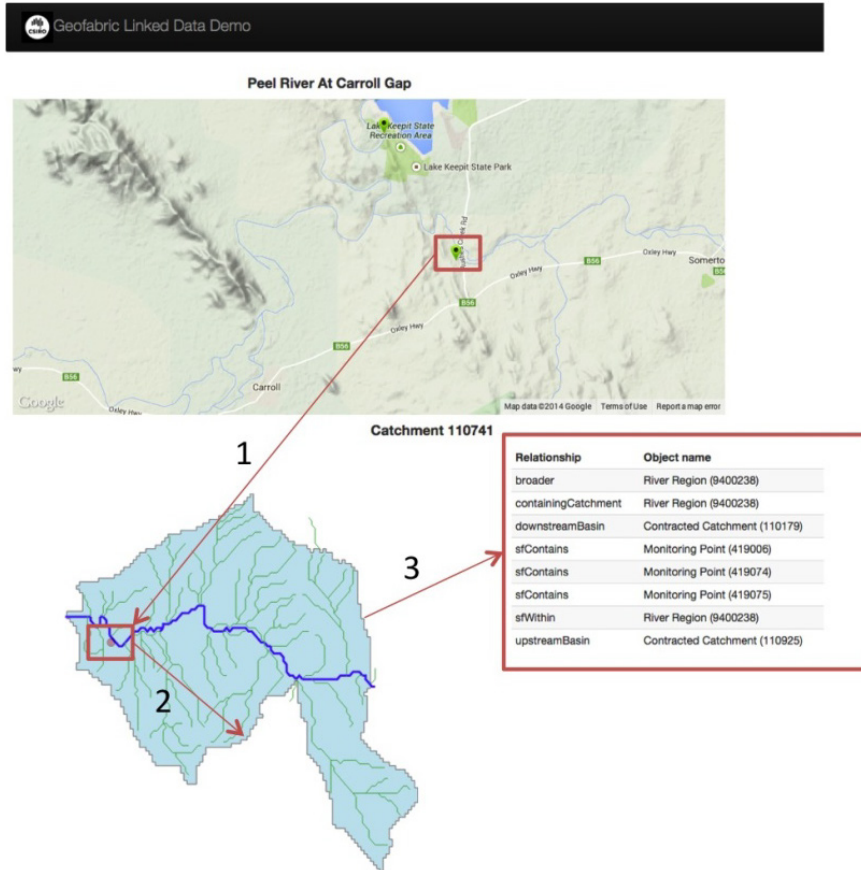 CSIRO Geofabric Linked Data Demo
Peel River At Carroll Gap
Lake Keepit State
Recreation Area
Lake Keepit State Park
Creek Rd
Somerto
Oxley Hwy
B56
Oxley Hwy
B56
B56
Carroll
B56
wy
Oxley Hwy
Google
Map data ©2014 Google Terms of Use Report a map error
Catchment 110741
1
Relationship Object name
broader River Region (9400238)
containingCatchment River Region (9400238)
downstreamBasin Contracted Catchment (110179)
sfContains Monitoring Point (419006)
sfContains Monitoring Point (419074)
sfContains Monitoring Point (419075)
sfWithin River Region (9400238)
upstreamBasin Contracted Catchment (110925)
3
2